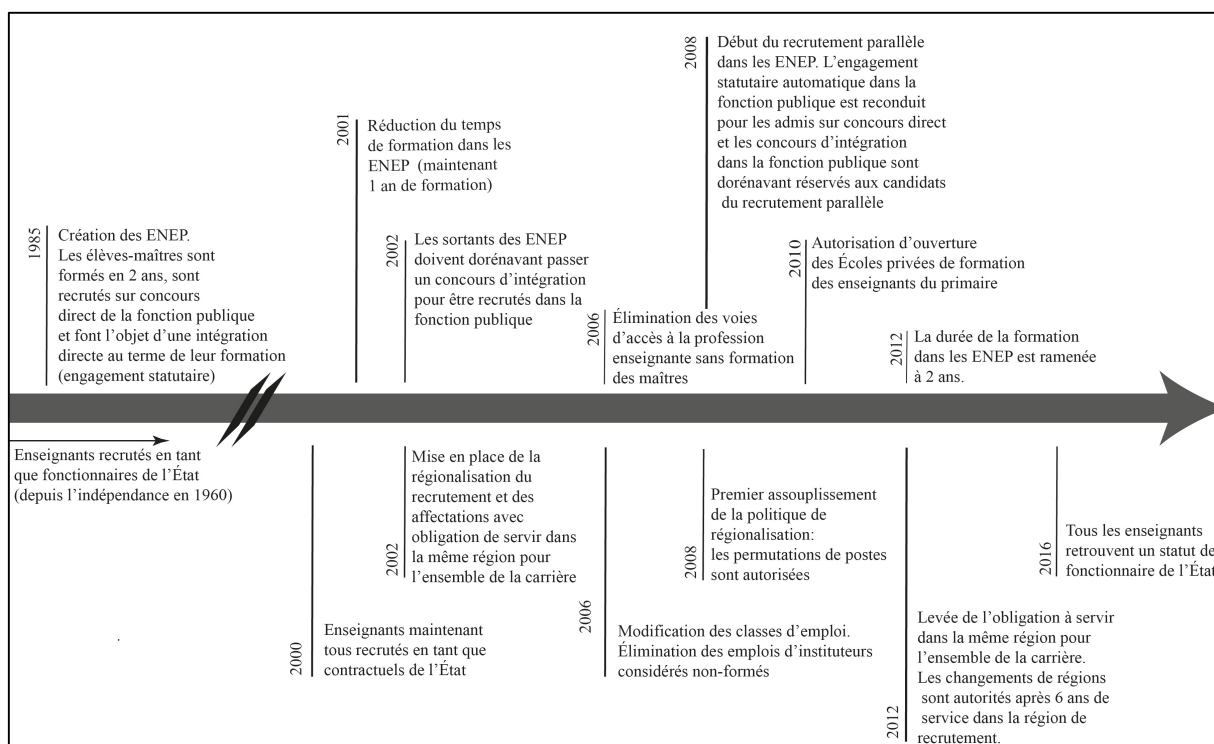 1985
Création des ENEP.
Les élèves-maîtres sont
formés en 2 ans, sont
recrutés sur concours
direct de la fonction publique
et font l’objet d’une intégration
directe au terme de leur formation
(engagement statutaire)
2001
Réduction du temps
de formation dans les
ENEP (maintenant
1 an de formation)
2002
Les sortants des ENEP
doivent dorénavant passer
un concours d’intégration
pour être recrutés dans la
fonction publique
2006
Élimination des voies
d’accès à la profession
enseignante sans formation
des maîtres
2008
Début du recrutement parallèle
dans les ENEP. L’engagement
statutaire automatique dans la
fonction publique est reconduit
pour les admis sur concours direct
et les concours d’intégration
dans la fonction publique sont
dorénavant réservés aux candidats
du recrutement parallèle
2010
Autorisation d’ouverture
des Écoles privées de formation
des enseignants du primaire
2012
La durée de la formation
dans les ENEP est ramenée
à 2 ans.
Enseignants recrutés en tant
que fonctionnaires de l’État
(depuis l’indépendance en 1960)
2000
Enseignants maintenant
tous recrutés en tant que
contractuels de l’État
2002
Mise en place de la
régionalisation du
recrutement et des
affectations avec
obligation de servir dans
la même région pour
l’ensemble de la carrière
2006
Modification des classes d’emploi.
Élimination des emplois d’instituteurs
considérés non-formés
2008
Premier assouplissement
de la politique de
régionalisation:
les permutations de postes
sont autorisées
2012
Levée de l’obligation à servir
dans la même région pour
l’ensemble de la carrière.
Les changements de régions
sont autorités après 6 ans de
service dans la région de
recrutement.
2016
Tous les enseignants
retrouvent un statut de
fonctionnaire de l’État